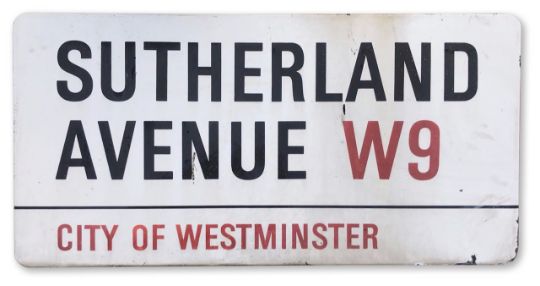 SUTHERLAND
AVENUE W9
CITY OF WESTMINSTER